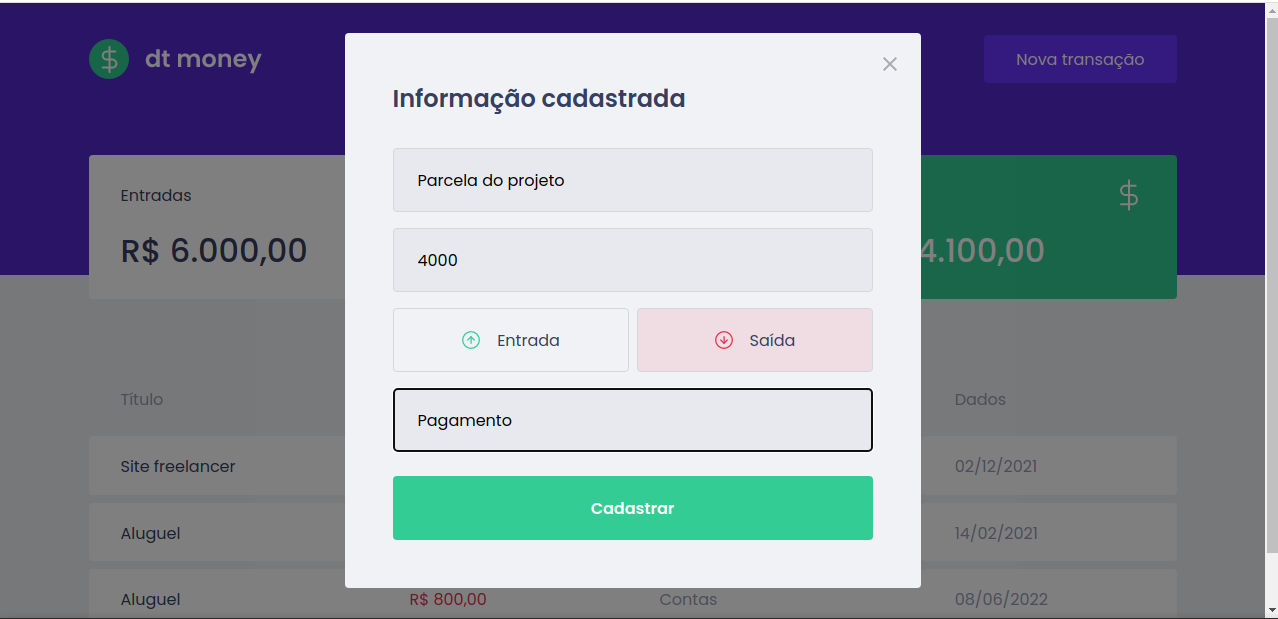 dt money
Nova transação
Informação cadastrada
Parcela do projeto
4000
Entrada
Saída
Pagamento
Cadastrar
Entradas
R$ 6.000,00
$
4.100,00
Título
Dados
Site freelancer
02/12/2021
Aluguel
14/02/2021
Aluguel
R$ 800,00
Contas
08/06/2022